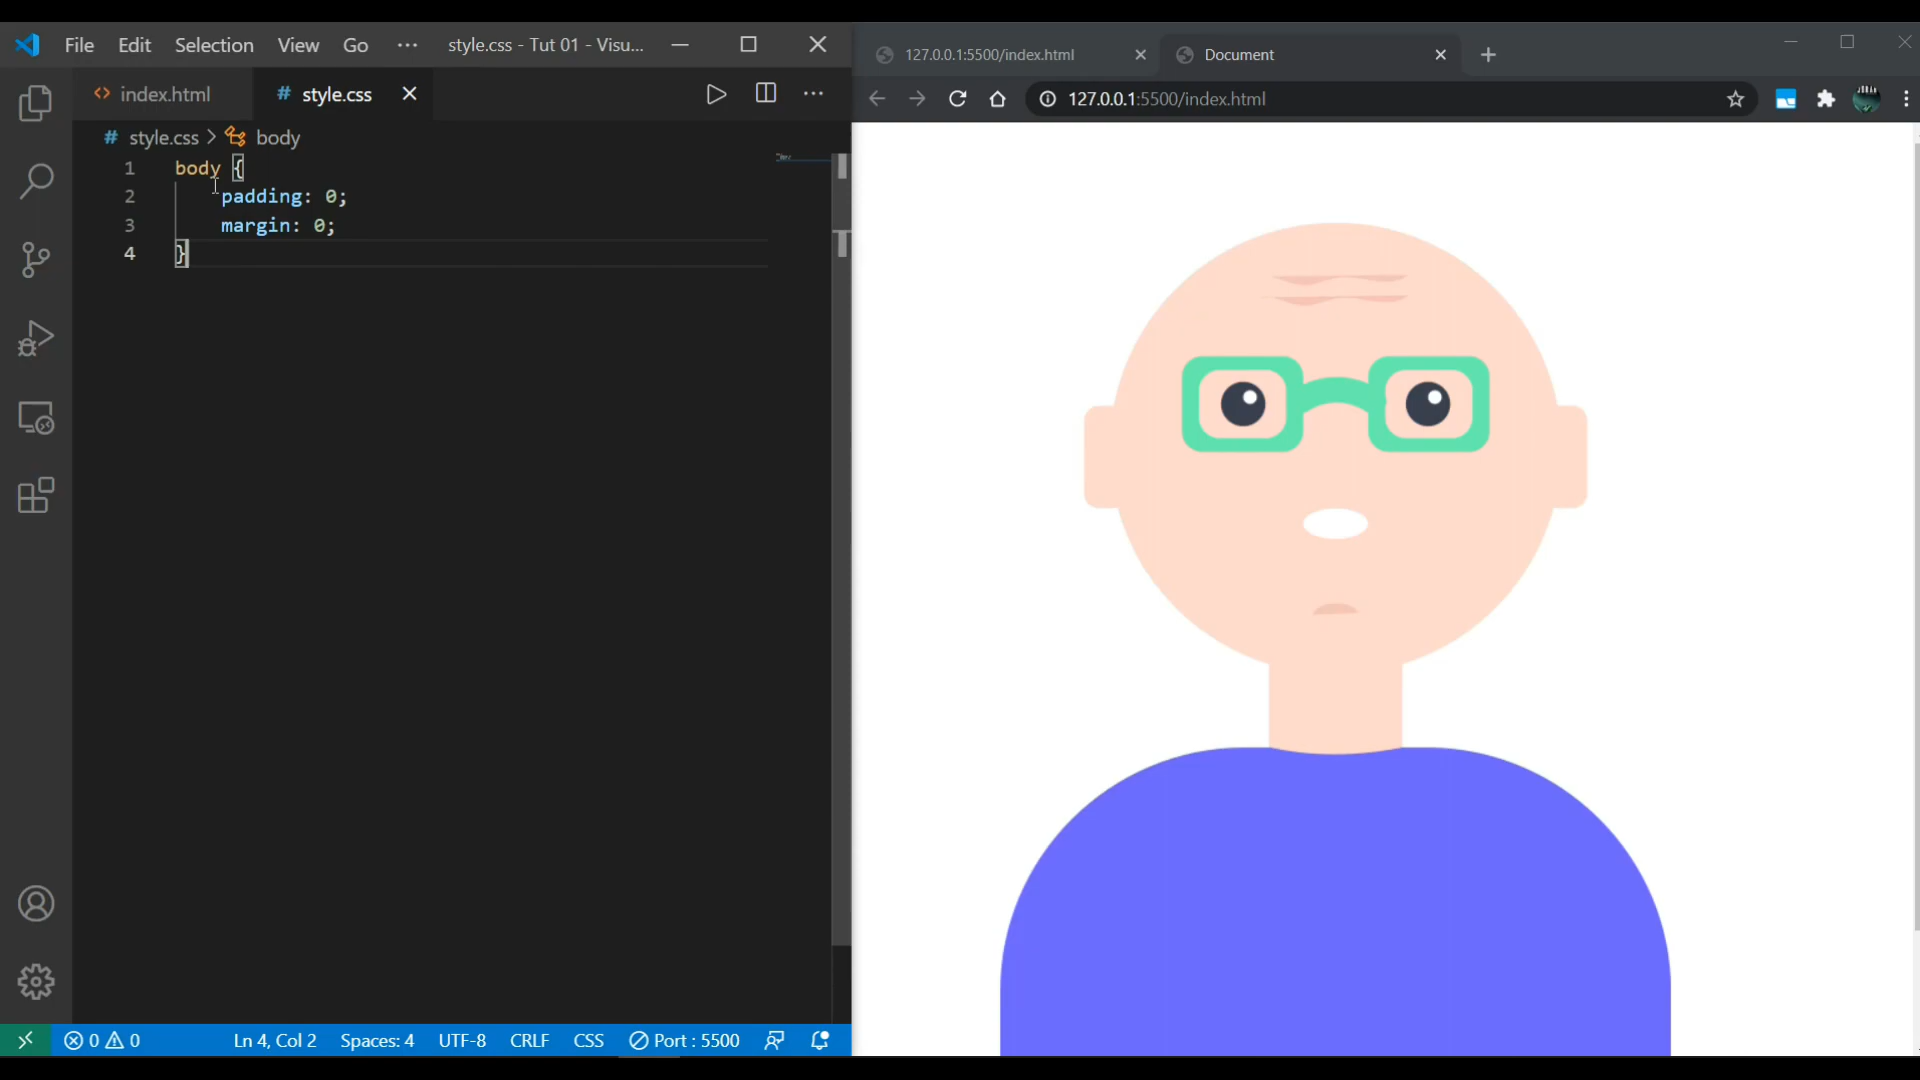 File Edit Selection View Go ··· style.css - Tut 01 - Visu...
index.html # style.css
# style.css > body
1 body {
2 padding: 0;
3 margin: 0;
4 }
0 0 Ln 4, Col 2 Spaces: 4 UTF-8 CRLF CSS Port : 5500
127.0.0.1:5500/index.html Document
127.0.0.1:5500/index.html